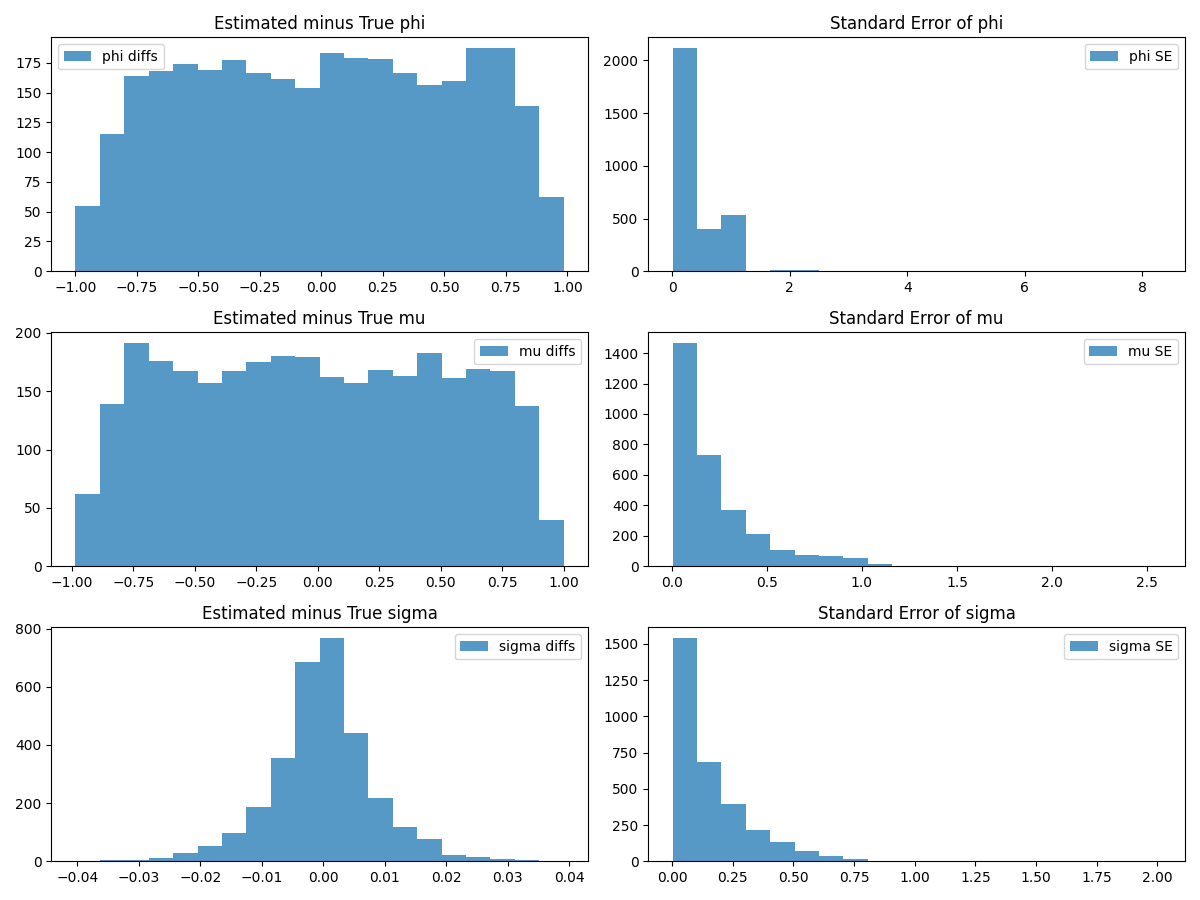 Estimated minus True phi
phi diffs
175
150
125
100
75
50
25
0
−1.00 −0.75 −0.50 −0.25 0.00 0.25 0.50 0.75 1.00
Standard Error of phi
phi SE
2000
1500
1000
500
0
0 2 4 6 8
Estimated minus True mu
mu diffs
200
150
100
50
0
−1.00 −0.75 −0.50 −0.25 0.00 0.25 0.50 0.75 1.00
Standard Error of mu
mu SE
1400
1200
1000
800
600
400
200
0
0.0 0.5 1.0 1.5 2.0 2.5
Estimated minus True sigma
sigma diffs
800
600
400
200
0
−0.04 −0.03 −0.02 −0.01 0.00 0.01 0.02 0.03 0.04
Standard Error of sigma
sigma SE
1500
1250
1000
750
500
250
0
0.00 0.25 0.50 0.75 1.00 1.25 1.50 1.75 2.00